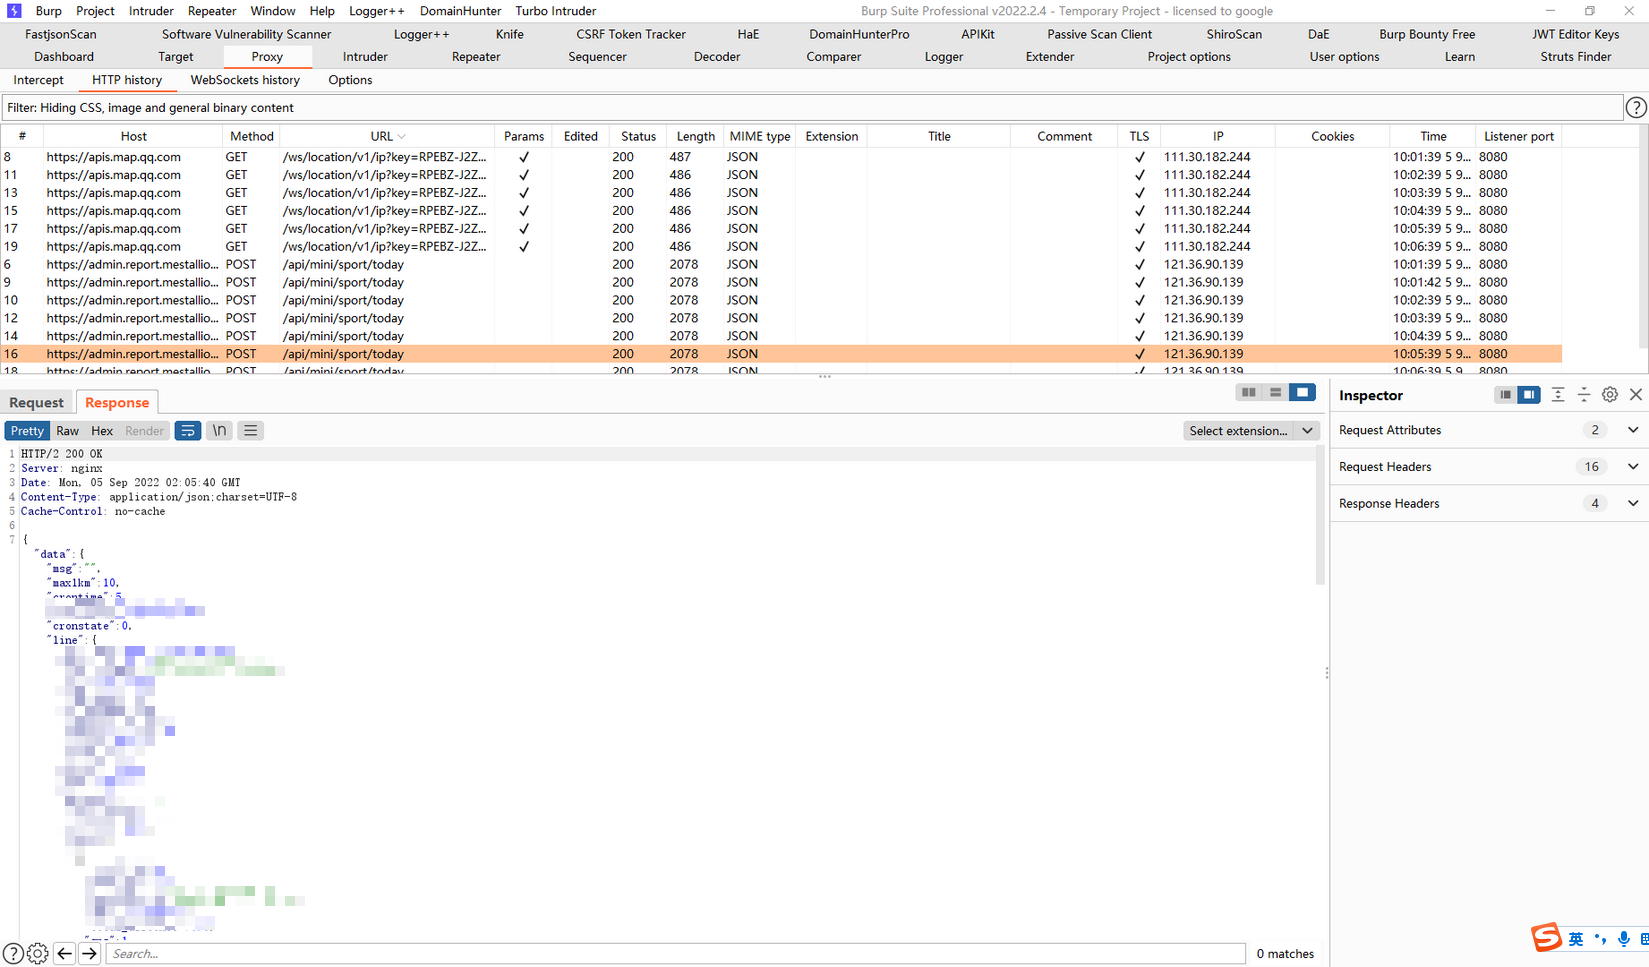 Burp Project Intruder Repeater Window Help Logger++ DomainHunter Turbo Intruder Burp Suite Professional v2022.2.4 - Temporary Project - licensed to google
FastjsonScan Software Vulnerability Scanner Logger++ Knife CSRF Token Tracker HaE DomainHunterPro APIKit Passive Scan Client ShiroScan DaE Burp Bounty Free JWT Editor Keys
Dashboard Target Proxy Intruder Repeater Sequencer Decoder Comparer Logger Extender Project options User options Learn Struts Finder
Intercept HTTP history WebSockets history Options
Filter: Hiding CSS, image and general binary content
# Host Method URL Params Edited Status Length MIME type Extension Title Comment TLS IP Cookies Time Listener port
8 https://apis.map.qq.com GET /ws/location/v1/ip?key=RPEBZ-J2Z... ✓ 200 487 JSON ✓ 111.30.182.244 10:01:39 5 9... 8080
11 https://apis.map.qq.com GET /ws/location/v1/ip?key=RPEBZ-J2Z... ✓ 200 486 JSON ✓ 111.30.182.244 10:02:39 5 9... 8080
13 https://apis.map.qq.com GET /ws/location/v1/ip?key=RPEBZ-J2Z... ✓ 200 486 JSON ✓ 111.30.182.244 10:03:39 5 9... 8080
15 https://apis.map.qq.com GET /ws/location/v1/ip?key=RPEBZ-J2Z... ✓ 200 486 JSON ✓ 111.30.182.244 10:04:39 5 9... 8080
17 https://apis.map.qq.com GET /ws/location/v1/ip?key=RPEBZ-J2Z... ✓ 200 486 JSON ✓ 111.30.182.244 10:05:39 5 9... 8080
19 https://apis.map.qq.com GET /ws/location/v1/ip?key=RPEBZ-J2Z... ✓ 200 486 JSON ✓ 111.30.182.244 10:06:39 5 9... 8080
6 https://admin.report.mestallio... POST /api/mini/sport/today 200 2078 JSON ✓ 121.36.90.139 10:01:39 5 9... 8080
9 https://admin.report.mestallio... POST /api/mini/sport/today 200 2078 JSON ✓ 121.36.90.139 10:01:42 5 9... 8080
10 https://admin.report.mestallio... POST /api/mini/sport/today 200 2078 JSON ✓ 121.36.90.139 10:02:39 5 9... 8080
12 https://admin.report.mestallio... POST /api/mini/sport/today 200 2078 JSON ✓ 121.36.90.139 10:03:39 5 9... 8080
14 https://admin.report.mestallio... POST /api/mini/sport/today 200 2078 JSON ✓ 121.36.90.139 10:04:39 5 9... 8080
16 https://admin.report.mestallio... POST /api/mini/sport/today 200 2078 JSON ✓ 121.36.90.139 10:05:39 5 9... 8080
18 https://admin.report.mestallio... POST /api/mini/sport/today 200 2078 JSON ✓ 121.36.90.139 10:06:39 5 9... 8080
Request Response
Pretty Raw Hex Render \n Select extension...
1 HTTP/2 200 OK
2 Server: nginx
3 Date: Mon, 05 Sep 2022 02:05:40 GMT
4 Content-Type: application/json;charset=UTF-8
5 Cache-Control: no-cache
6
7 {
"data":{
"msg":"",
"max1km":10,
"crontime":5
"cronstate":0,
"line":{
Inspector
Request Attributes 2
Request Headers 16
Response Headers 4
Search... 0 matches
英